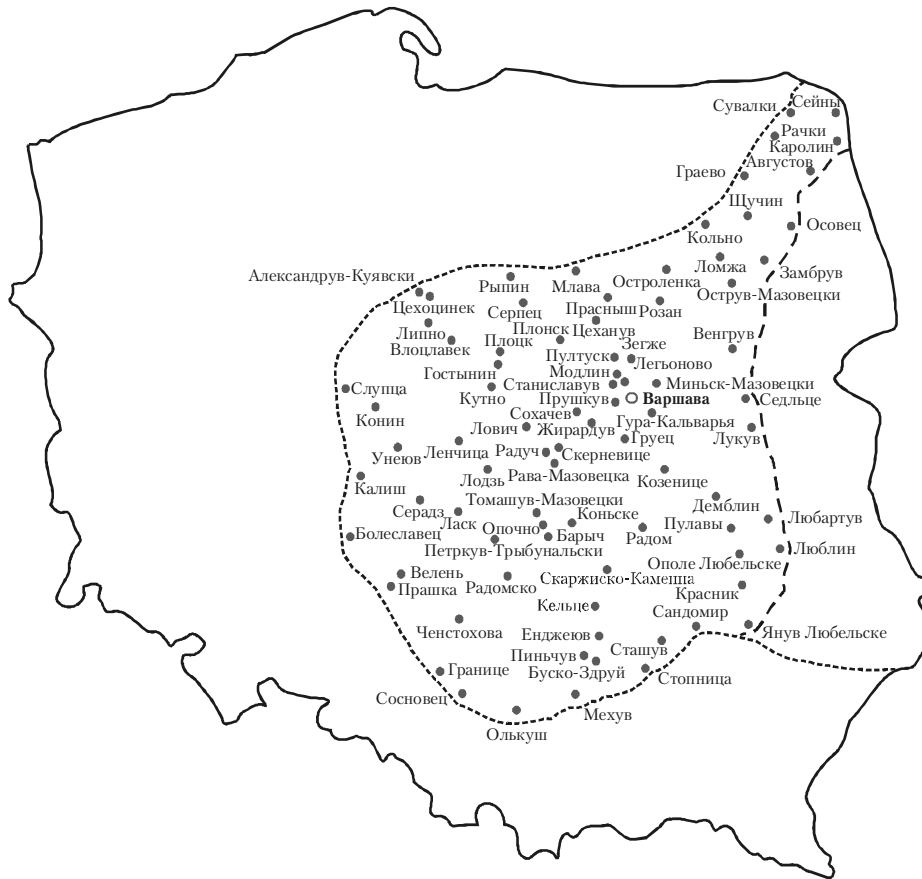 Сувалки
Сейны
Рачки
Каролин
Августов
Граево
Щучин
Осовец
Кольно
Ломжа
Замбрув
Александрув-Куявски
Рыпин
Млава
Остроленка
Острув-Мазовецки
Цехоцинек
Серпец
Прасныш
Розан
Липно
Плонск
Цеханув
Венгрув
Влоцлавек
Плоцк
Зегже
Пултуск
Легьоново
Гостынин
Модлин
Слупца
Кутно
Станиславув
Миньск-Мазовецки
Прушкув
Варшава
Седльце
Конин
Сохачев
Гура-Кальварья
Лович
Жирардув
Груец
Лукув
Унеюв
Ленчица
Радуч
Скерневице
Калиш
Лодзь
Рава-Мазовецка
Козенице
Томашув-Мазовецки
Демблин
Серадз
Ласк
Коньске
Любартув
Опочно
Пулавы
Болеславец
Барыч
Радом
Петркув-Трыбунальски
Люблин
Ополе Любельске
Велень
Скаржиско-Камешна
Прашка
Радомско
Красник
Кельце
Сандомир
Ченстохова
Енджеюв
Янув Любельске
Сташув
Пиньчув
Границе
Буско-Здруй
Стопница
Сосновец
Мехув
Олькуш